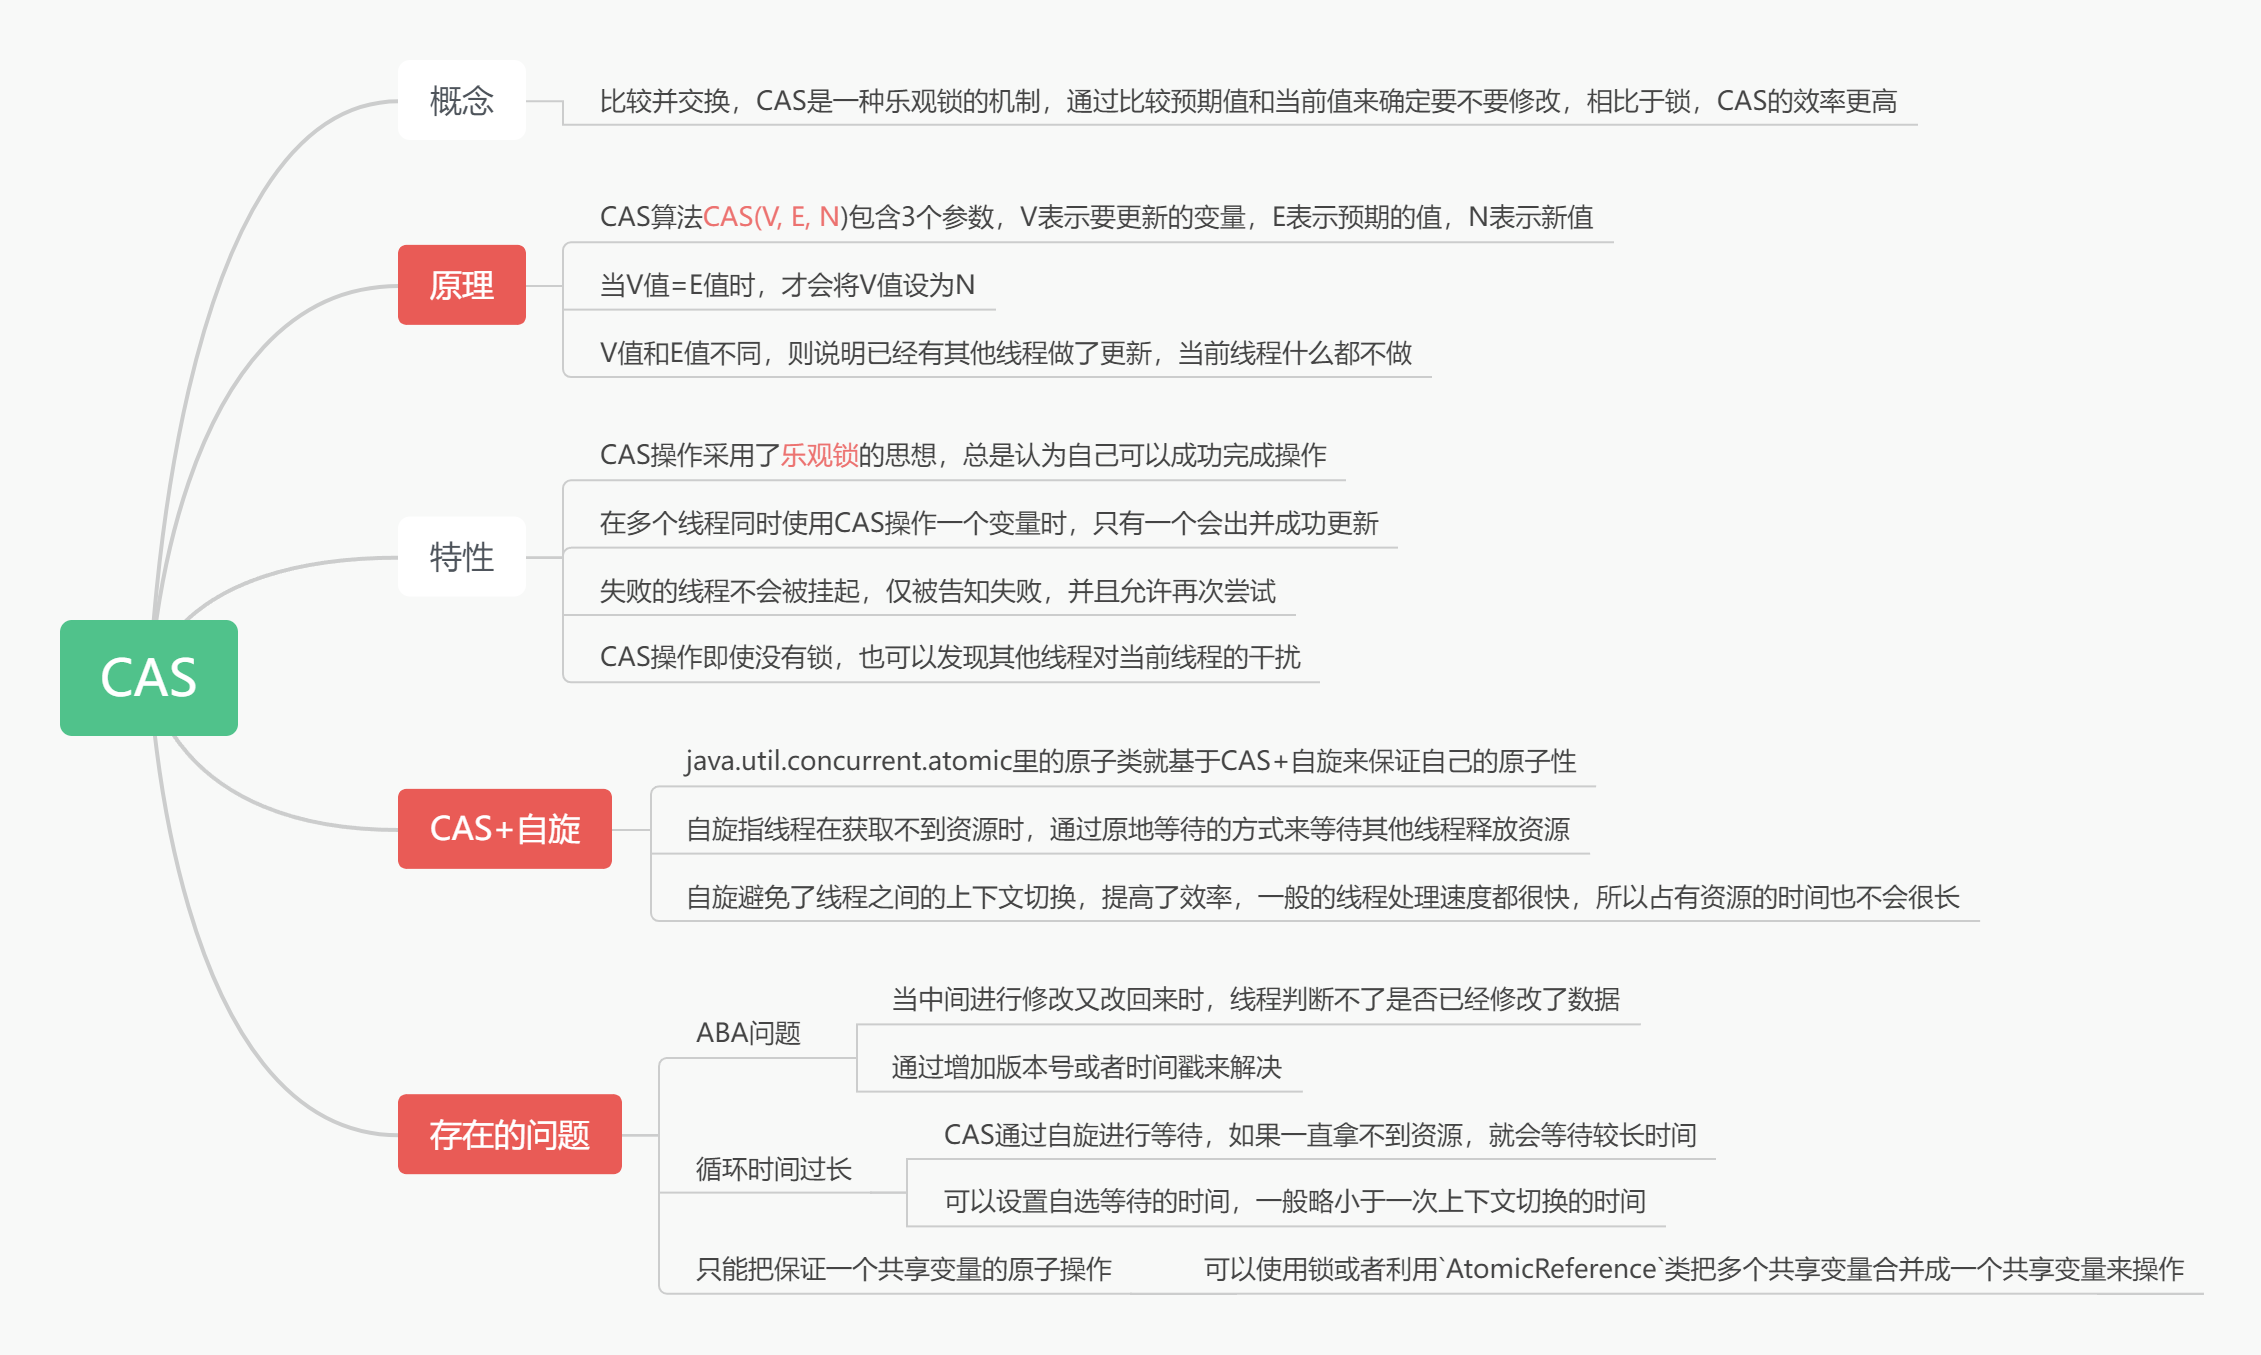 CAS
概念
比较并交换，CAS是一种乐观锁的机制，通过比较预期值和当前值来确定要不要修改，相比于锁，CAS的效率更高
原理
CAS算法CAS(V, E, N)包含3个参数，V表示要更新的变量，E表示预期的值，N表示新值
当V值=E值时，才会将V值设为N
V值和E值不同，则说明已经有其他线程做了更新，当前线程什么都不做
特性
CAS操作采用了乐观锁的思想，总是认为自己可以成功完成操作
在多个线程同时使用CAS操作一个变量时，只有一个会出并成功更新
失败的线程不会被挂起，仅被告知失败，并且允许再次尝试
CAS操作即使没有锁，也可以发现其他线程对当前线程的干扰
CAS+自旋
java.util.concurrent.atomic里的原子类就基于CAS+自旋来保证自己的原子性
自旋指线程在获取不到资源时，通过原地等待的方式来等待其他线程释放资源
自旋避免了线程之间的上下文切换，提高了效率，一般的线程处理速度都很快，所以占有资源的时间也不会很长
存在的问题
ABA问题
当中间进行修改又改回来时，线程判断不了是否已经修改了数据
通过增加版本号或者时间戳来解决
循环时间过长
CAS通过自旋进行等待，如果一直拿不到资源，就会等待较长时间
可以设置自选等待的时间，一般略小于一次上下文切换的时间
只能把保证一个共享变量的原子操作
可以使用锁或者利用`AtomicReference`类把多个共享变量合并成一个共享变量来操作